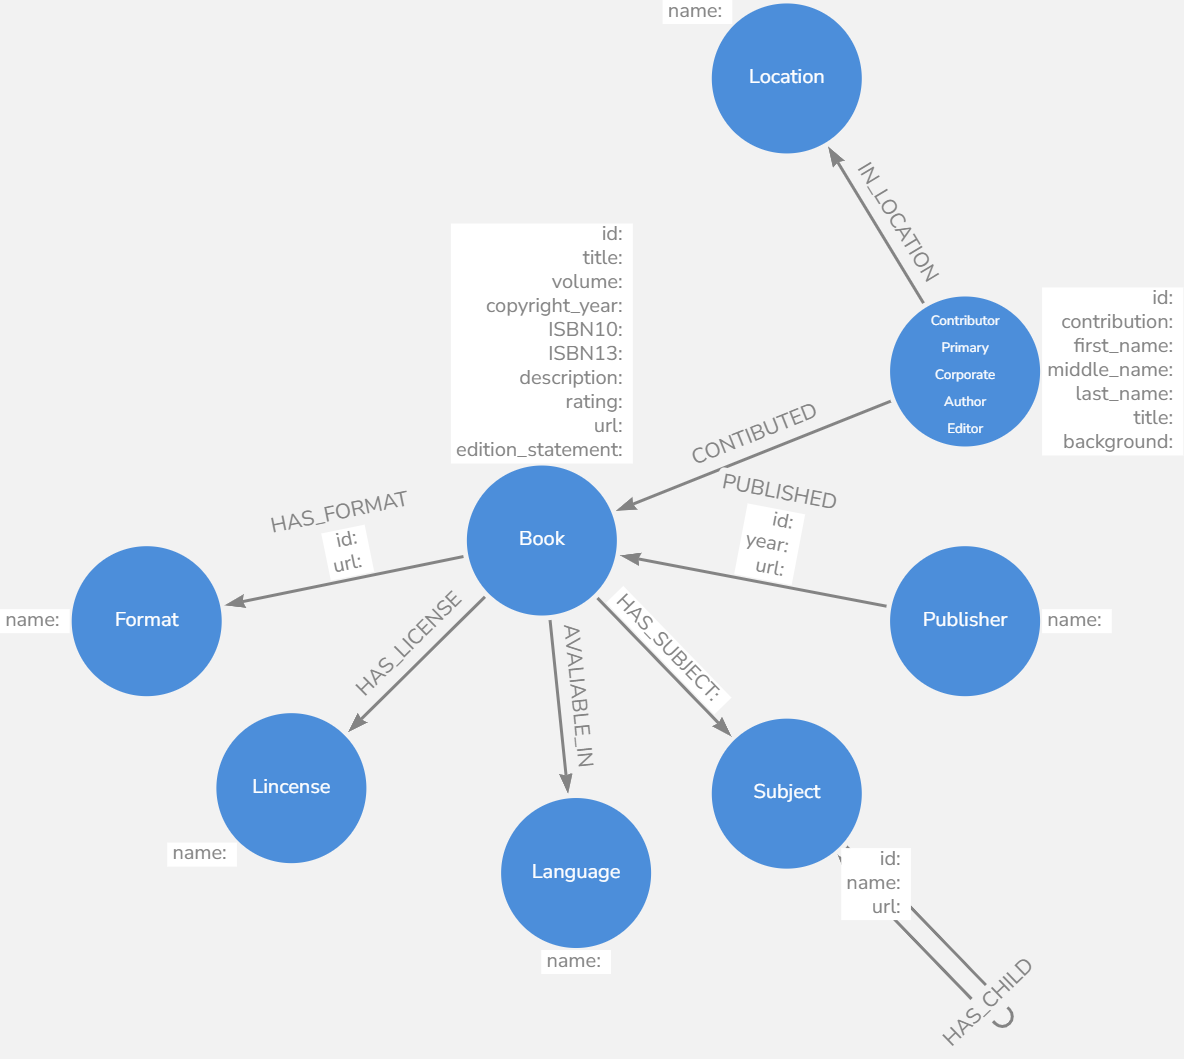 name:
Location
IN_LOCATION
id:
title:
volume:
copyright_year:
ISBN10:
ISBN13:
description:
rating:
url:
edition_statement:
Contributor
Primary
Corporate
Author
Editor
id:
contribution:
first_name:
middle_name:
last_name:
title:
background:
CONTIBUTED
PUBLISHED
id:
year:
url:
HAS_FORMAT
id:
url:
Book
name:
Format
HAS_LICENSE
AVALIABLE_IN
HAS_SUBJECT:
Publisher
name:
Lincense
name:
Language
name:
Subject
id:
name:
url:
HAS_CHILD